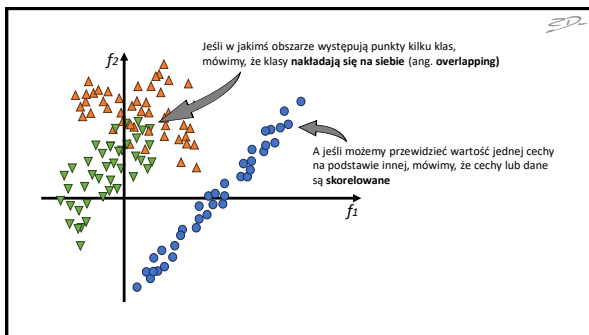 Jeśli w jakimś obszarze występują punkty kilku klas,
mówimy, że klasy nakładają się na siebie (ang. overlapping)
f2
A jeśli możemy przewidzieć wartość jednej cechy
na podstawie innej, mówimy, że cechy lub dane
są skorelowane
f1